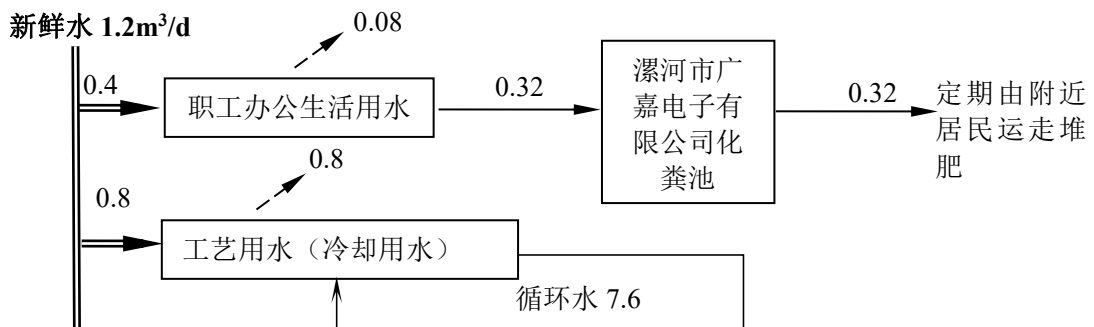 新鲜水 1.2m³/d
0.08
0.4
职工办公生活用水
0.32
漯河市广
嘉电子有
限公司化
粪池
0.32
定期由附近
居民运走堆
肥
0.8
0.8
工艺用水（冷却用水）
循环水 7.6